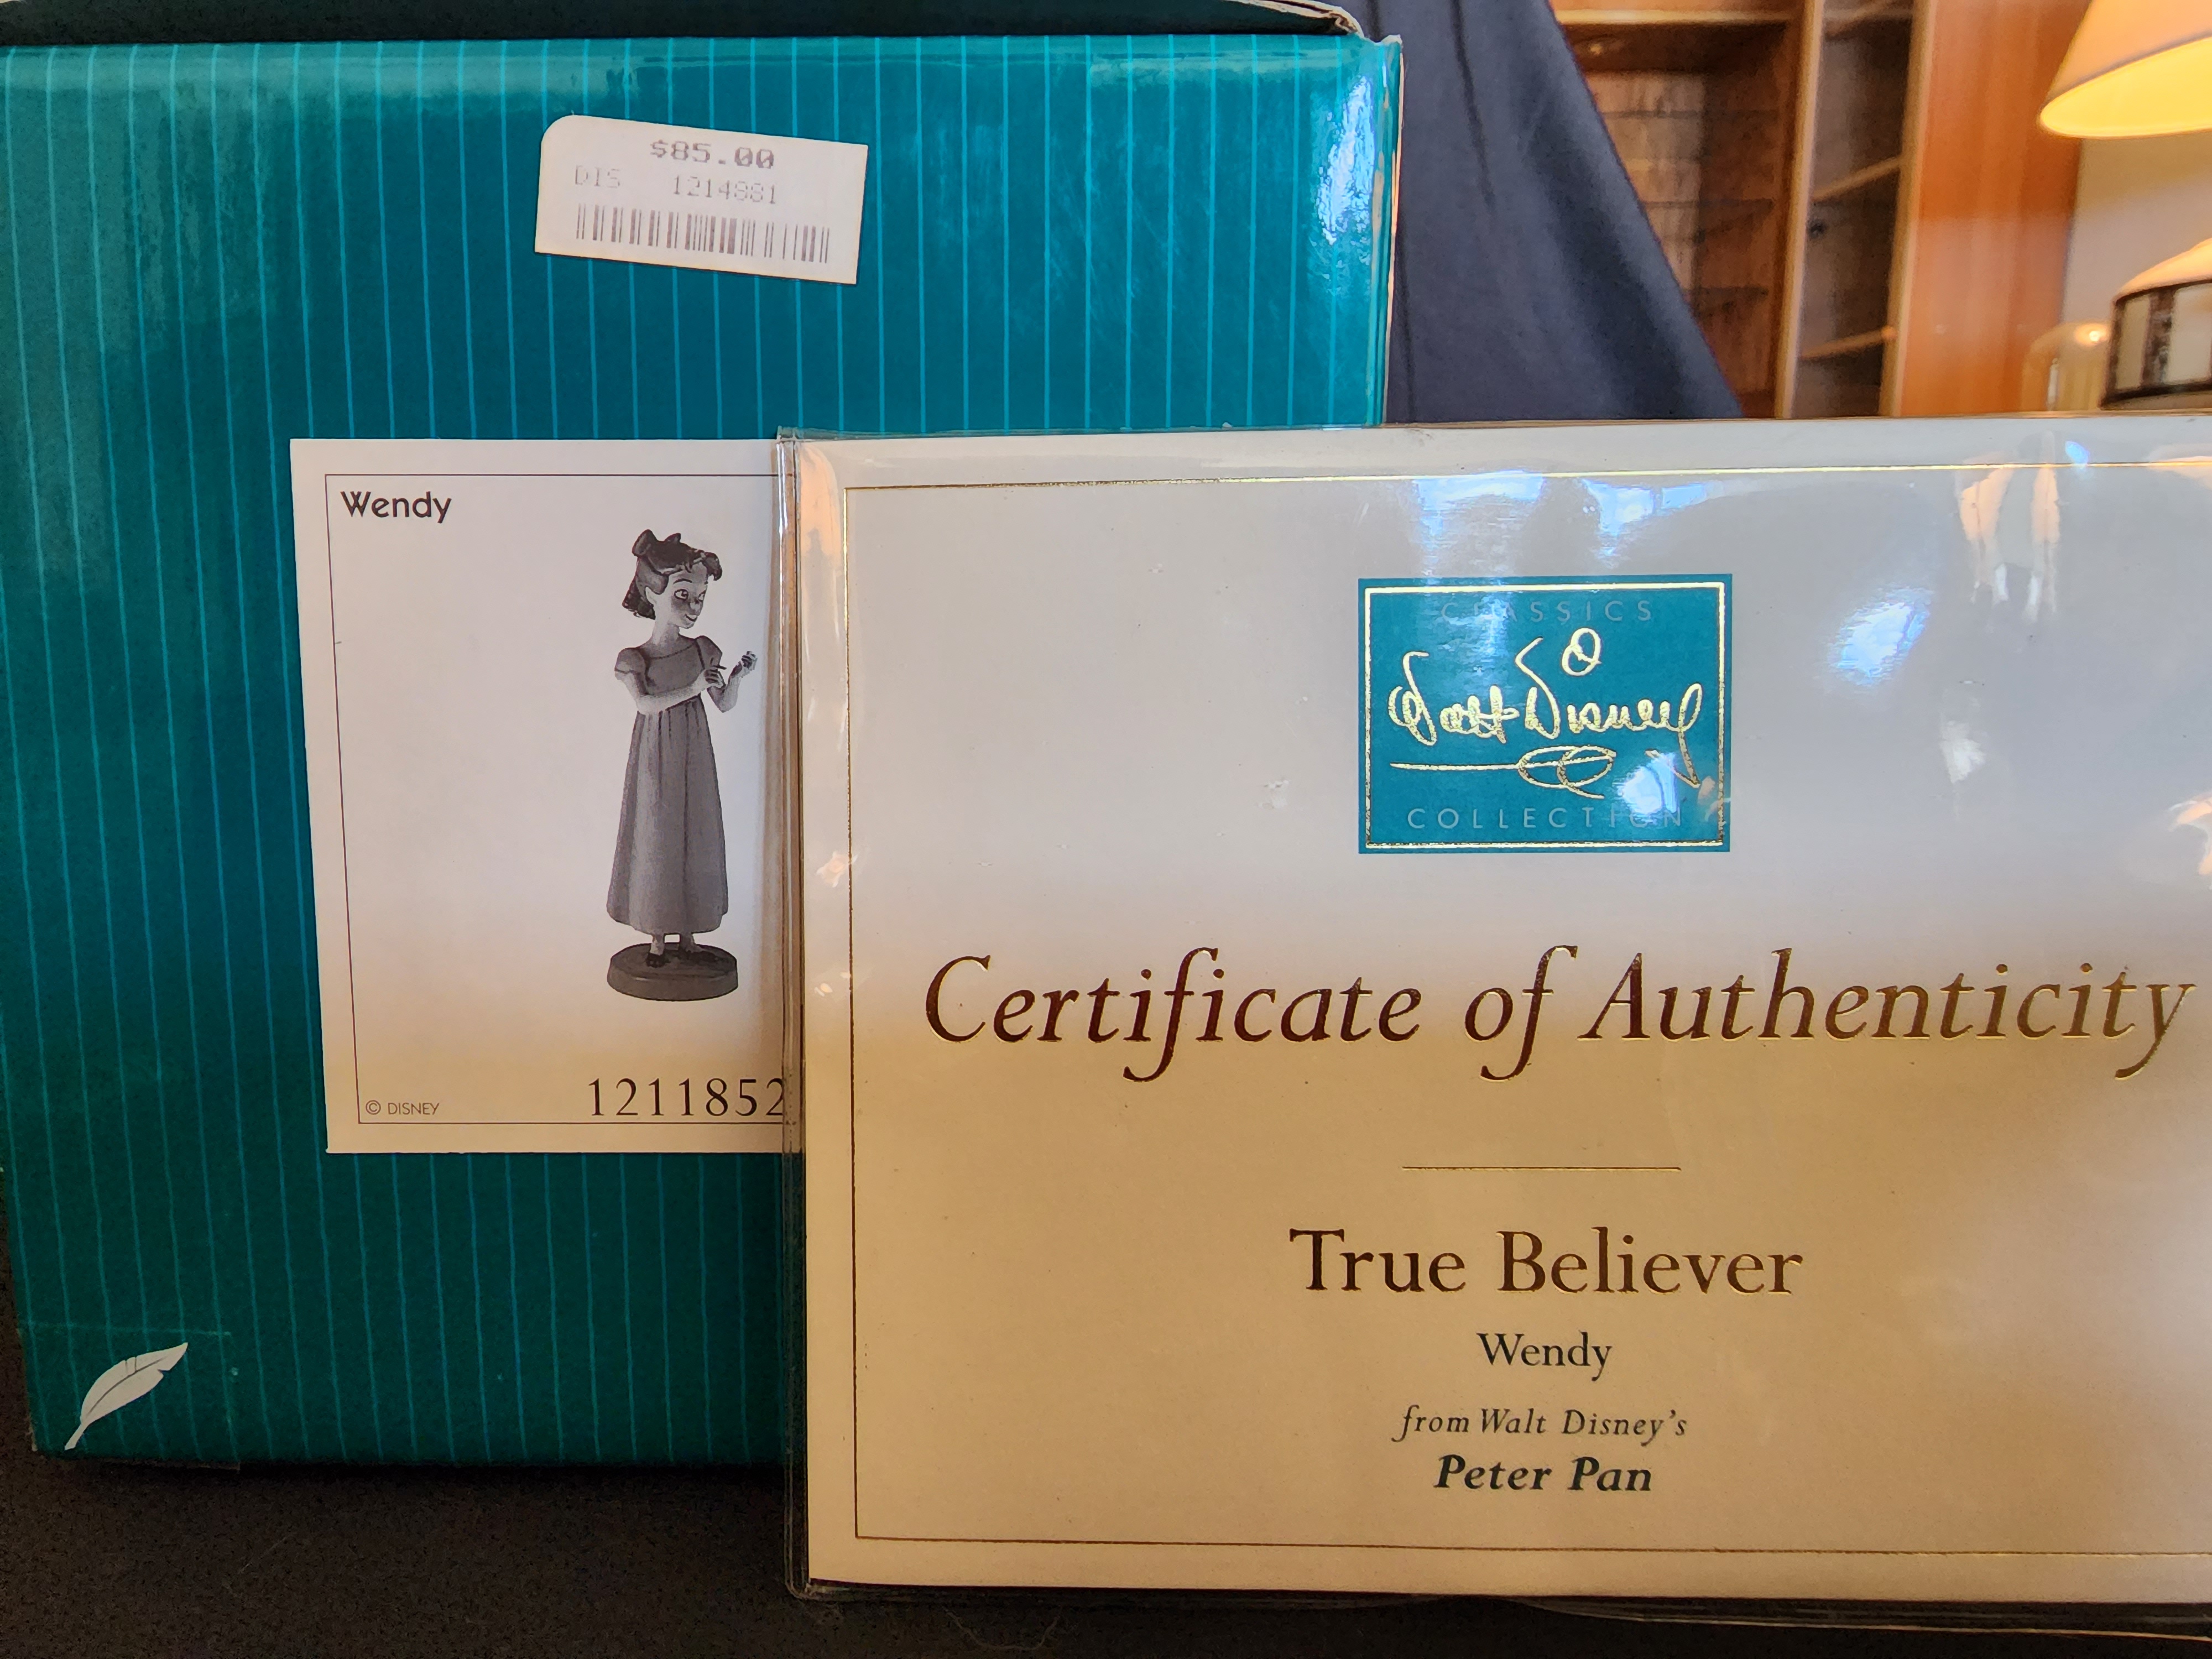 $85.00
DIS 1214881
Wendy
© DISNEY
1211852
CLASSICS
Walt Disney
COLLECTION
Certificate of Authenticity
True Believer
Wendy
from Walt Disney's
Peter Pan